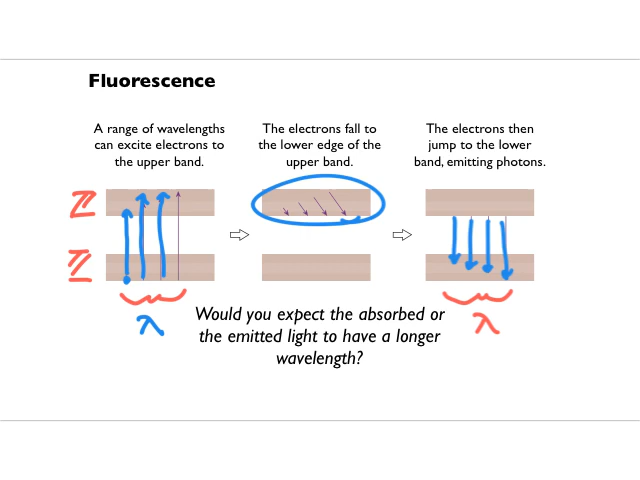 Fluorescence
A range of wavelengths
can excite electrons to
the upper band.
The electrons fall to
the lower edge of the
upper band.
The electrons then
jump to the lower
band, emitting photons.
Would you expect the absorbed or
the emitted light to have a longer
wavelength?
λ
λ